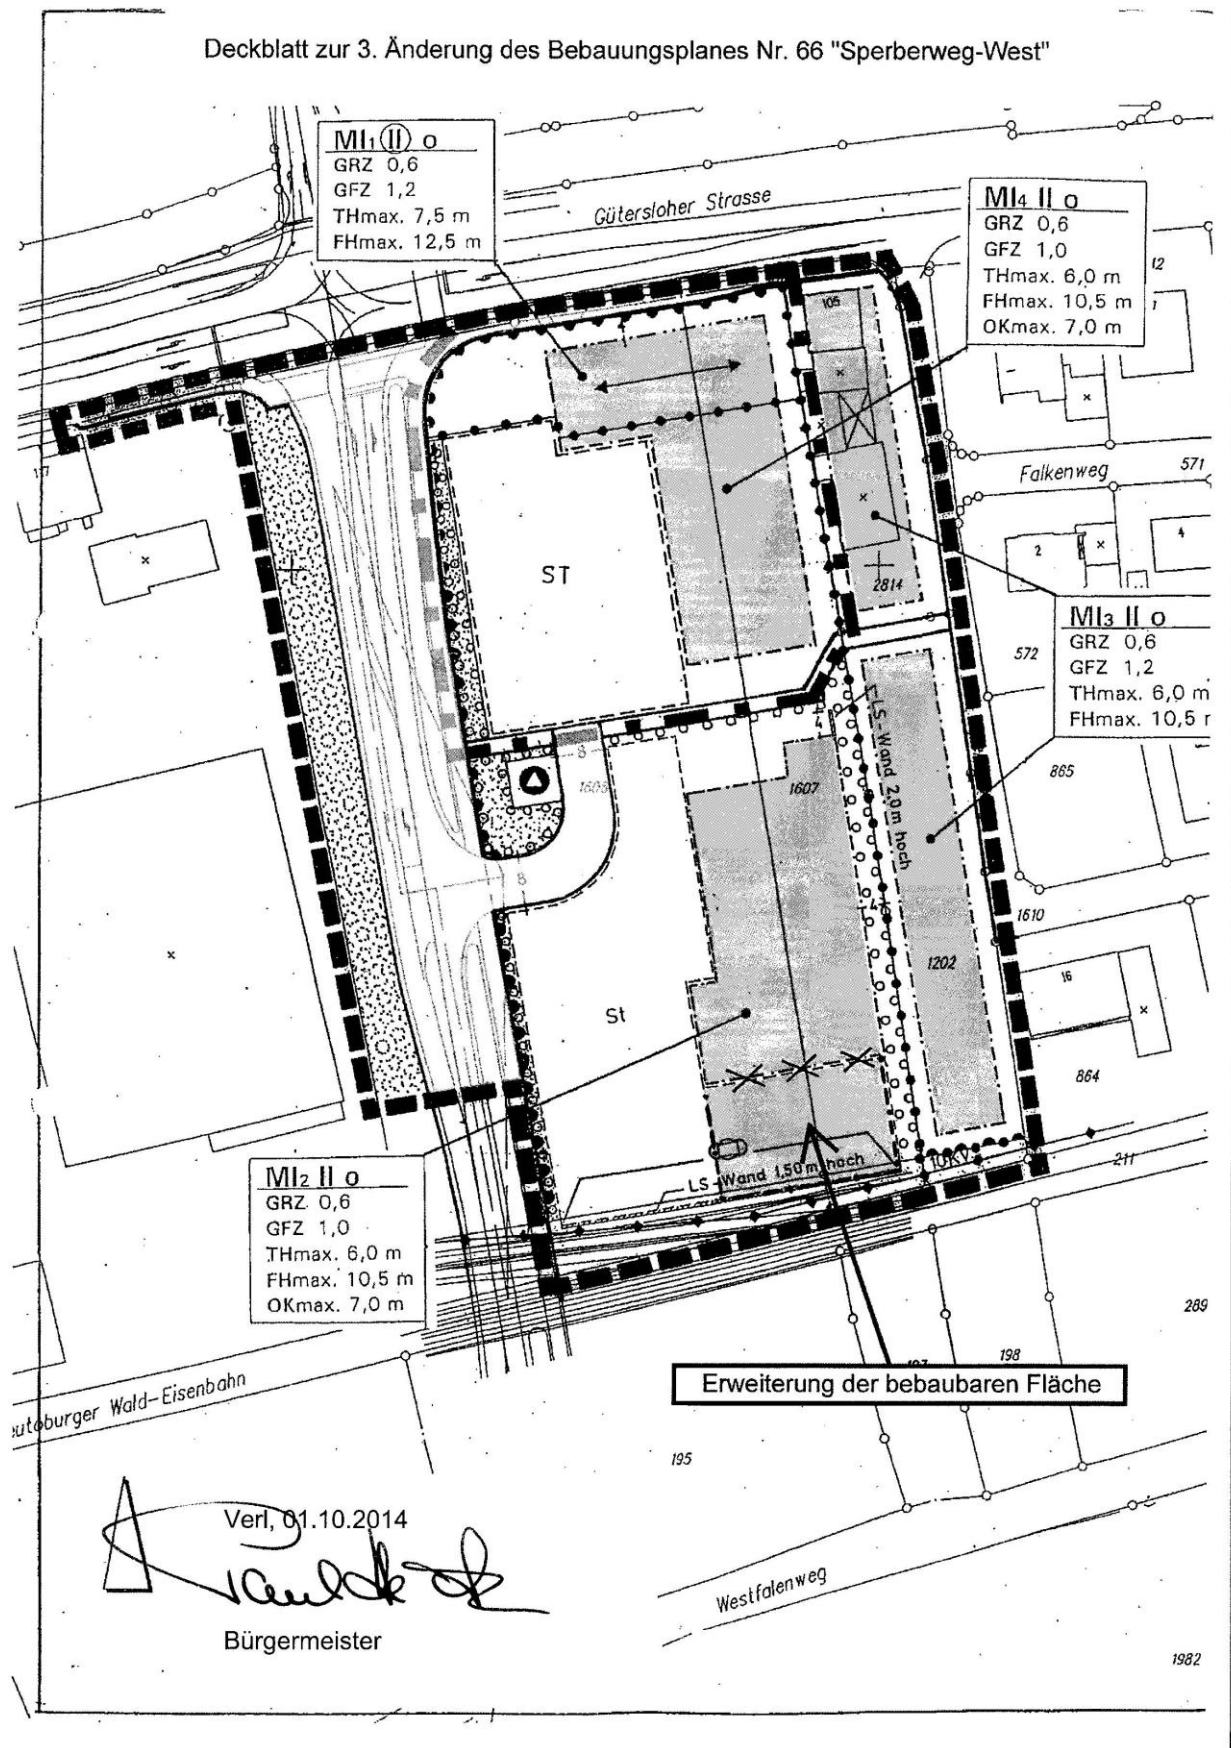 Deckblatt zur 3. Änderung des Bebauungsplanes Nr. 66 "Sperberweg-West"
MI1 II o
GRZ 0,6
GFZ 1,2
THmax. 7,5 m
FHmax. 12,5 m
Gütersloher Strasse
MI4 II o
GRZ 0,6
GFZ 1,0
THmax. 6,0 m
FHmax. 10,5 m
OKmax. 7,0 m
12
1
105
117
Falkenweg
571
2
4
ST
2814
MI3 II o
GRZ 0,6
GFZ 1,2
THmax. 6,0 m
FHmax. 10,5
572
LS-Wand 2,0m hoch
865
8
1607
8
1610
1202
16
St
864
10KV
211
LS-Wand 1,50 m hoch
MI2 II o
GRZ 0,6
GFZ 1,0
THmax. 6,0 m
FHmax. 10,5 m
OKmax. 7,0 m
289
198
Erweiterung der bebaubaren Fläche
eutoburger Wald-Eisenbahn
195
Verl, 01.10.2014
Bürgermeister
Westfalenweg
1982